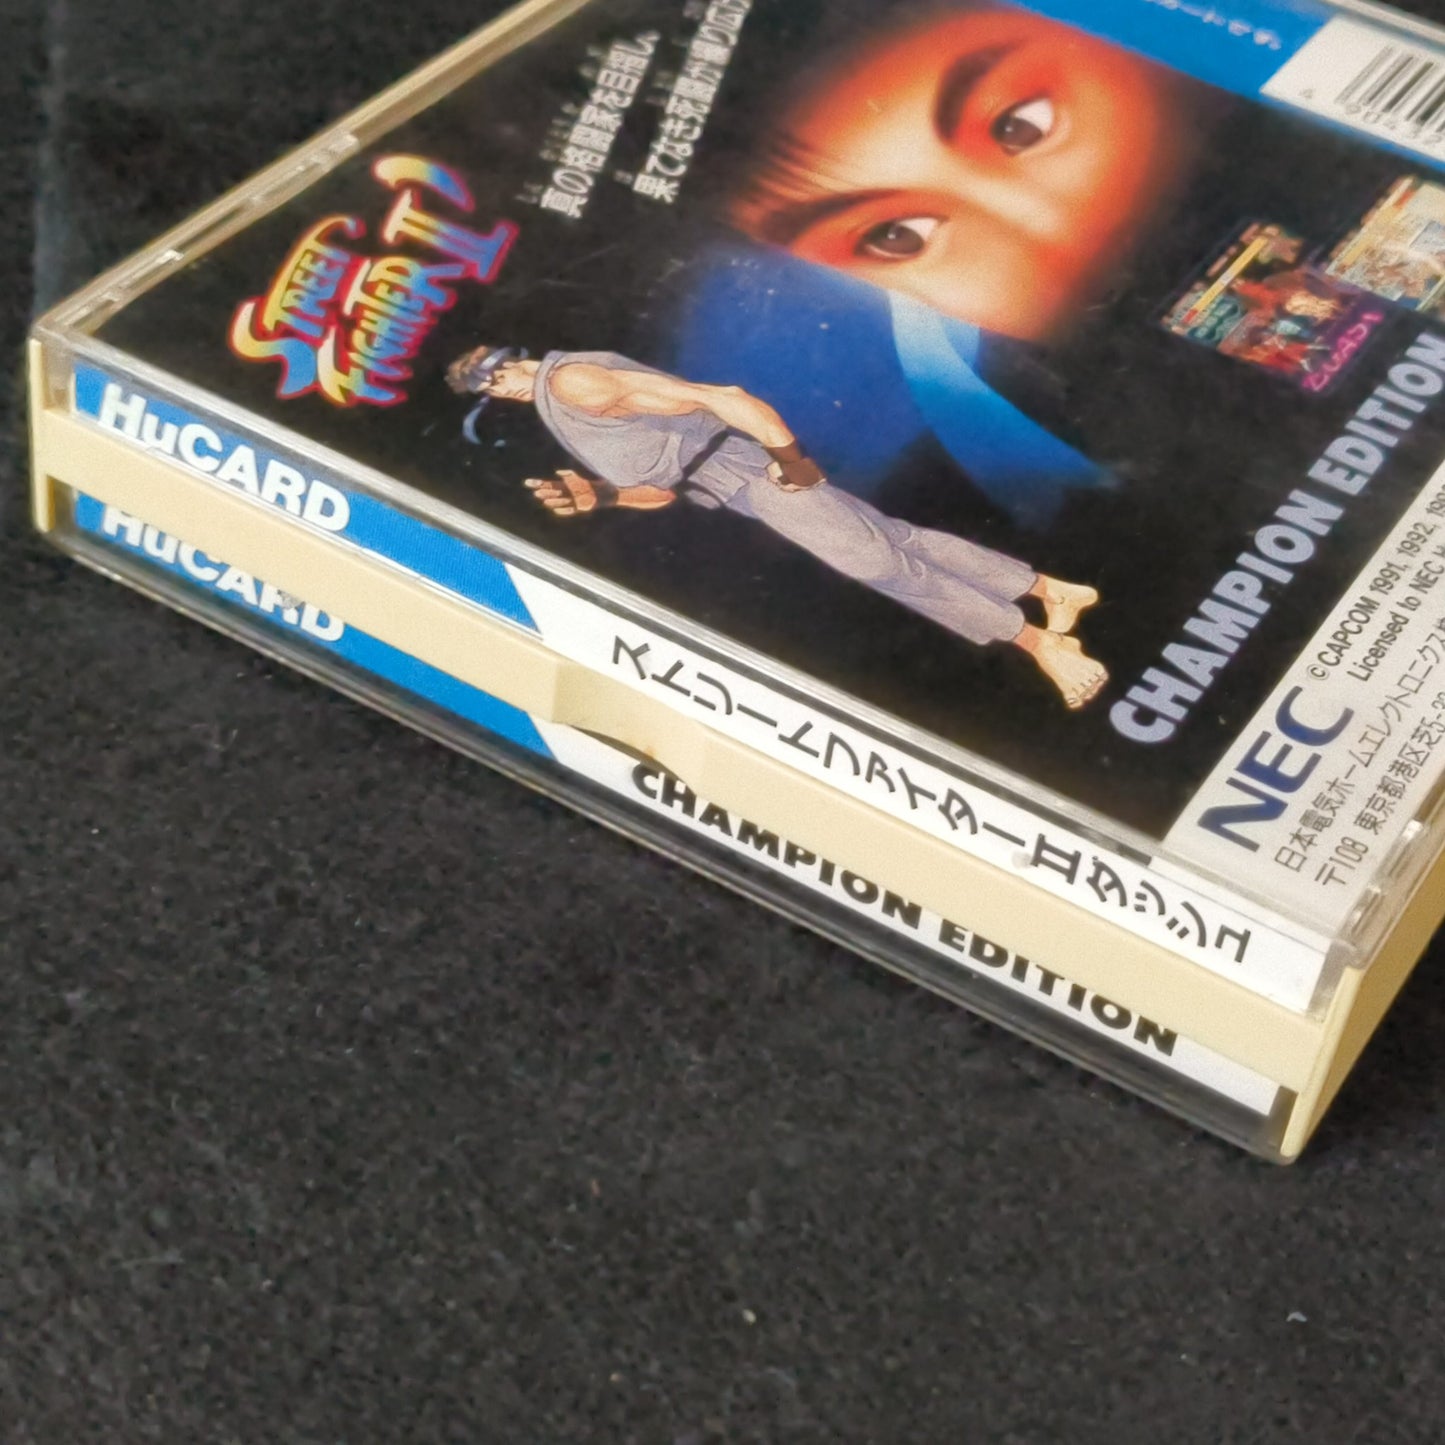 真の格闘家を目指し、
果てなき死闘が繰り広げ
STREET
FIGHTER II'
CHAMPION EDITION
© CAPCOM 1991, 1992,
Licensed to NEC
NEC
日本電気ホームエレクトロニクス
〒108 東京都港区芝5-
HuCARD
ストリートファイターIIダッシュ
HuCARD
CHAMPION EDITION